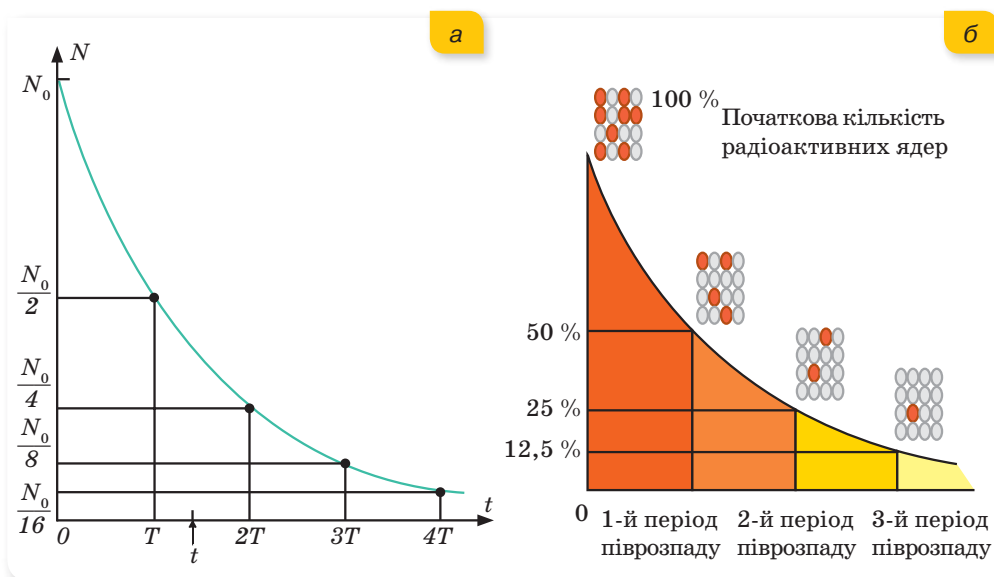 а
N
N₀
N₀/2
N₀/4
N₀/8
N₀/16
0 T 2T 3T 4T
t
t
б
100 %
Початкова кількість
радіоактивних ядер
50 %
25 %
12,5 %
0
1-й період
піврозпаду
2-й період
піврозпаду
3-й період
піврозпаду